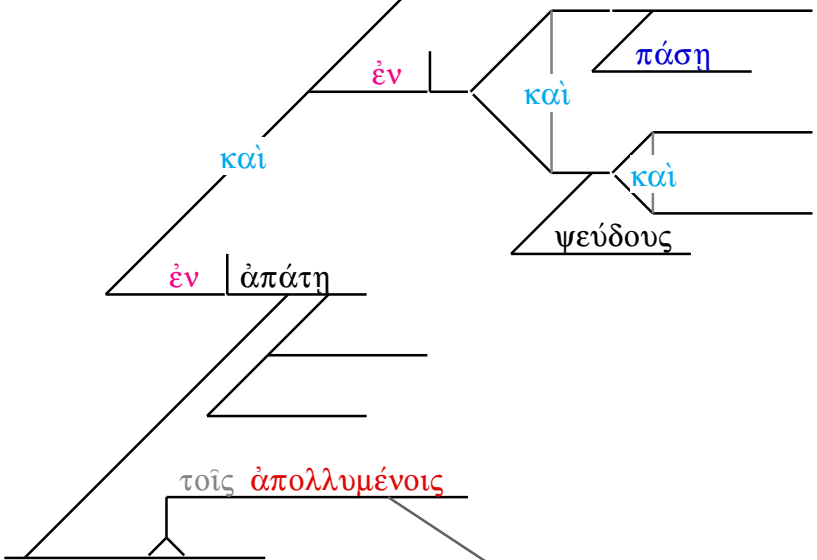 πάσῃ
ἐν
καὶ
καὶ
καὶ
ψεύδους
ἐν ἀπάτῃ
τοῖς ἀπολλυμένοις